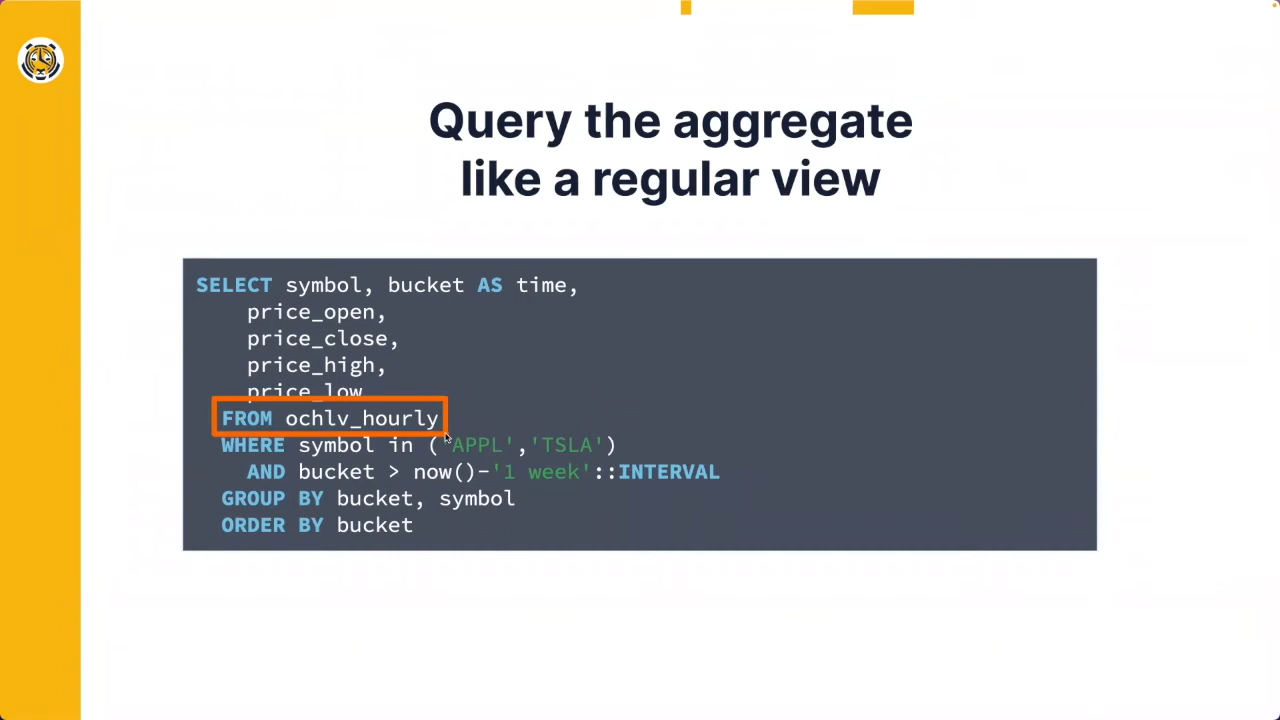 Query the aggregate
like a regular view
SELECT symbol, bucket AS time,
price_open,
price_close,
price_high,
price_low
FROM ochlv_hourly
WHERE symbol in ('APPL','TSLA')
AND bucket > now()-'1 week'::INTERVAL
GROUP BY bucket, symbol
ORDER BY bucket